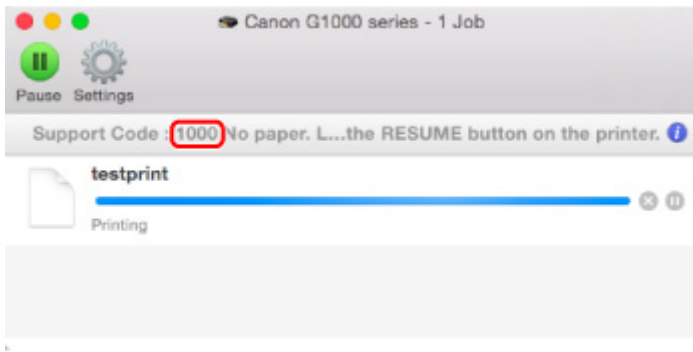 Canon G1000 series - 1 Job
Pause Settings
Support Code : 1000 No paper. L...the RESUME button on the printer.
testprint
Printing